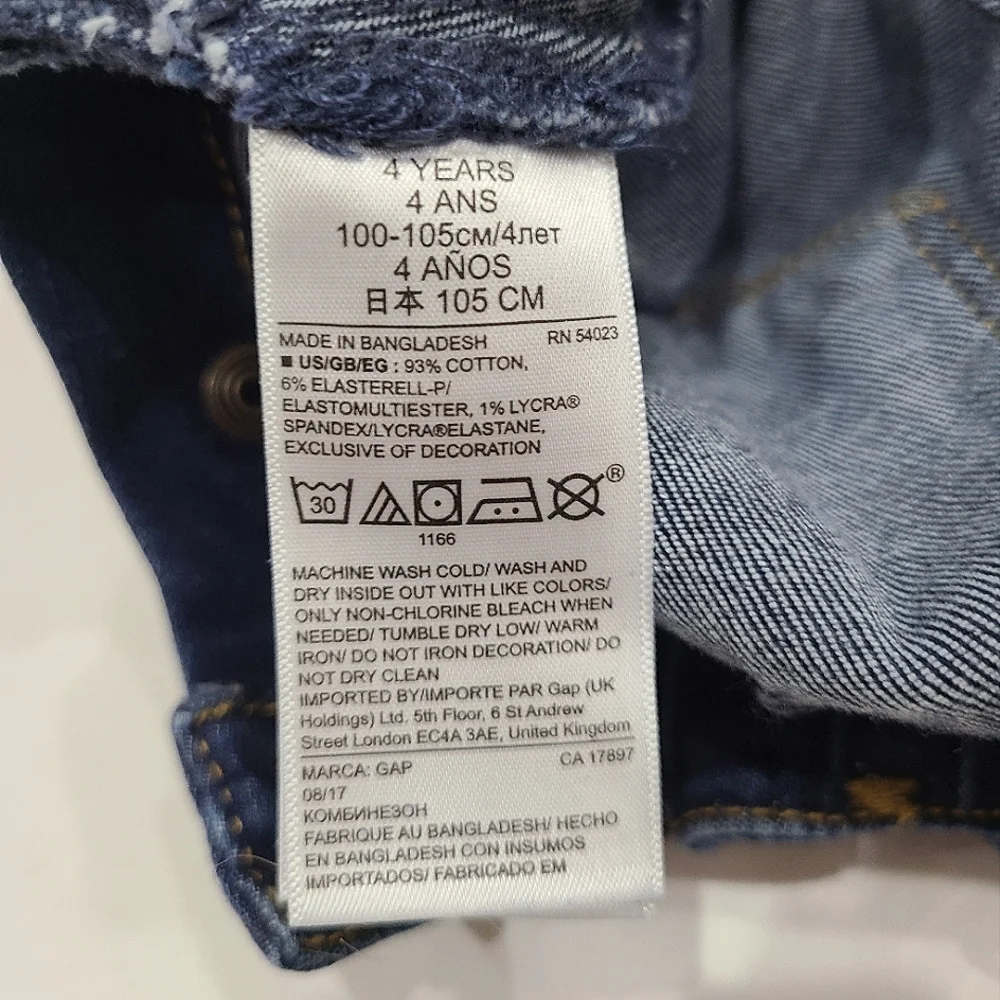 4 YEARS
4 ANS
100-105см/4лет
4 AÑOS
日本 105 CM
MADE IN BANGLADESH RN 54023
■ US/GB/EG : 93% COTTON,
6% ELASTERELL-P/
ELASTOMULTIESTER, 1% LYCRA®
SPANDEX/LYCRA®ELASTANE,
EXCLUSIVE OF DECORATION
30
®
1166
MACHINE WASH COLD/ WASH AND
DRY INSIDE OUT WITH LIKE COLORS/
ONLY NON-CHLORINE BLEACH WHEN
NEEDED/ TUMBLE DRY LOW/ WARM
IRON/ DO NOT IRON DECORATION/ DO
NOT DRY CLEAN
IMPORTED BY/IMPORTE PAR Gap (UK
Holdings) Ltd. 5th Floor, 6 St Andrew
Street London EC4A 3AE, United Kingdom
MARCA: GAP CA 17897
08/17
КОМБИНЕЗОН
FABRIQUE AU BANGLADESH/ HECHO
EN BANGLADESH CON INSUMOS
IMPORTADOS/ FABRICADO EM